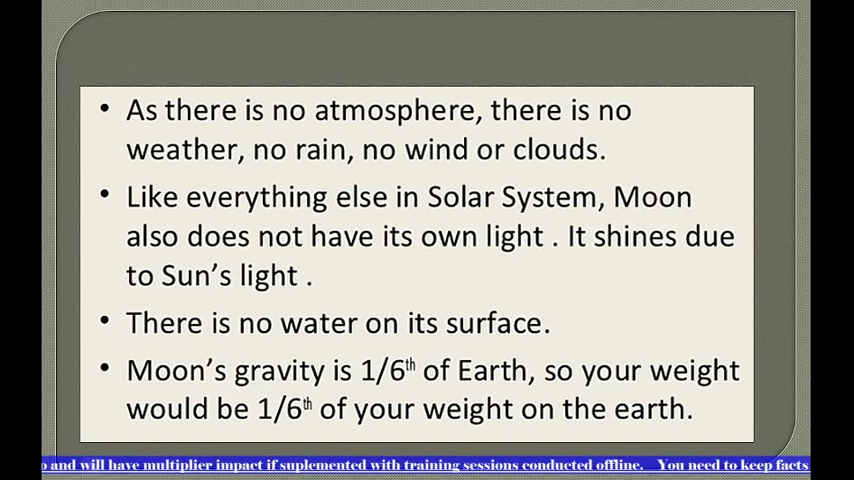 • As there is no atmosphere, there is no
weather, no rain, no wind or clouds.
• Like everything else in Solar System, Moon
also does not have its own light . It shines due
to Sun's light .
• There is no water on its surface.
• Moon's gravity is 1/6th of Earth, so your weight
would be 1/6th of your weight on the earth.
o and will have multiplier impact if suplemented with training sessions conducted offline. You need to keep facts